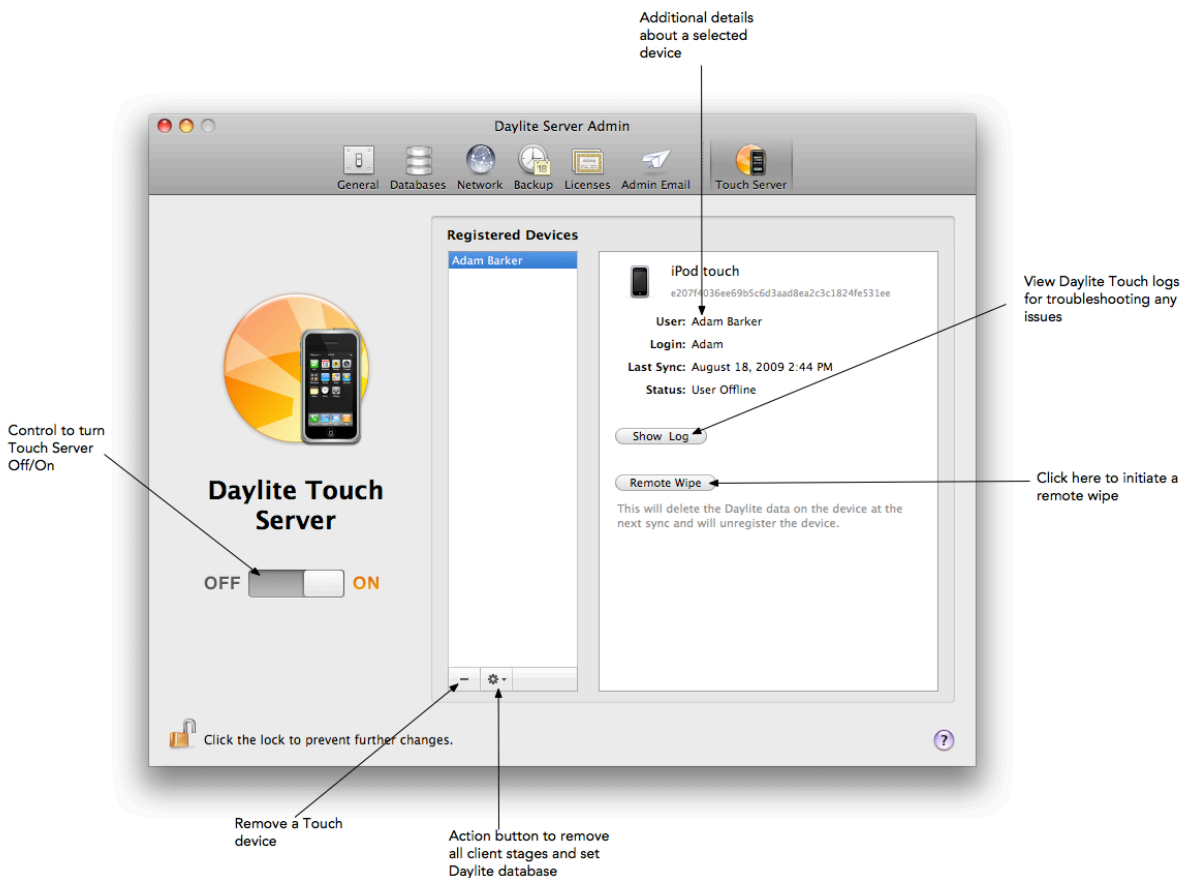 Additional details
about a selected
device
Daylite Server Admin
18
General Databases Network Backup Licenses Admin Email Touch Server
Registered Devices
Adam Barker
iPod touch
e207f4036ee69b5c6d3aad8ea2c3c1824fe531ee
User: Adam Barker
Login: Adam
Last Sync: August 18, 2009 2:44 PM
Status: User Offline
Show Log
Remote Wipe
This will delete the Daylite data on the device at the
next sync and will unregister the device.
View Daylite Touch logs
for troubleshooting any
issues
Click here to initiate a
remote wipe
Control to turn
Touch Server
Off/On
Daylite Touch
Server
OFF ON
Click the lock to prevent further changes.
?
Remove a Touch
device
Action button to remove
all client stages and set
Daylite database